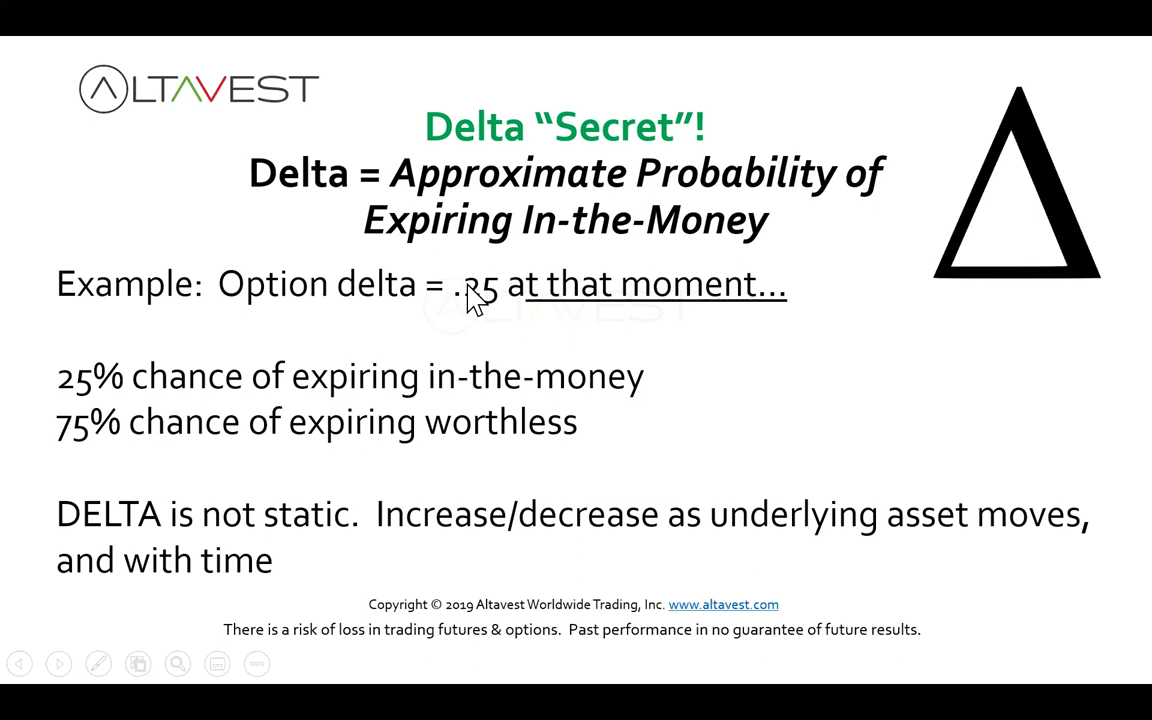 ALTAVEST
Delta “Secret”!
Delta = Approximate Probability of
Expiring In-the-Money
Example:  Option delta = .25 at that moment...
25% chance of expiring in-the-money
75% chance of expiring worthless
DELTA is not static.  Increase/decrease as underlying asset moves,
and with time
Copyright © 2019 Altavest Worldwide Trading, Inc. www.altavest.com
There is a risk of loss in trading futures & options.  Past performance in no guarantee of future results.